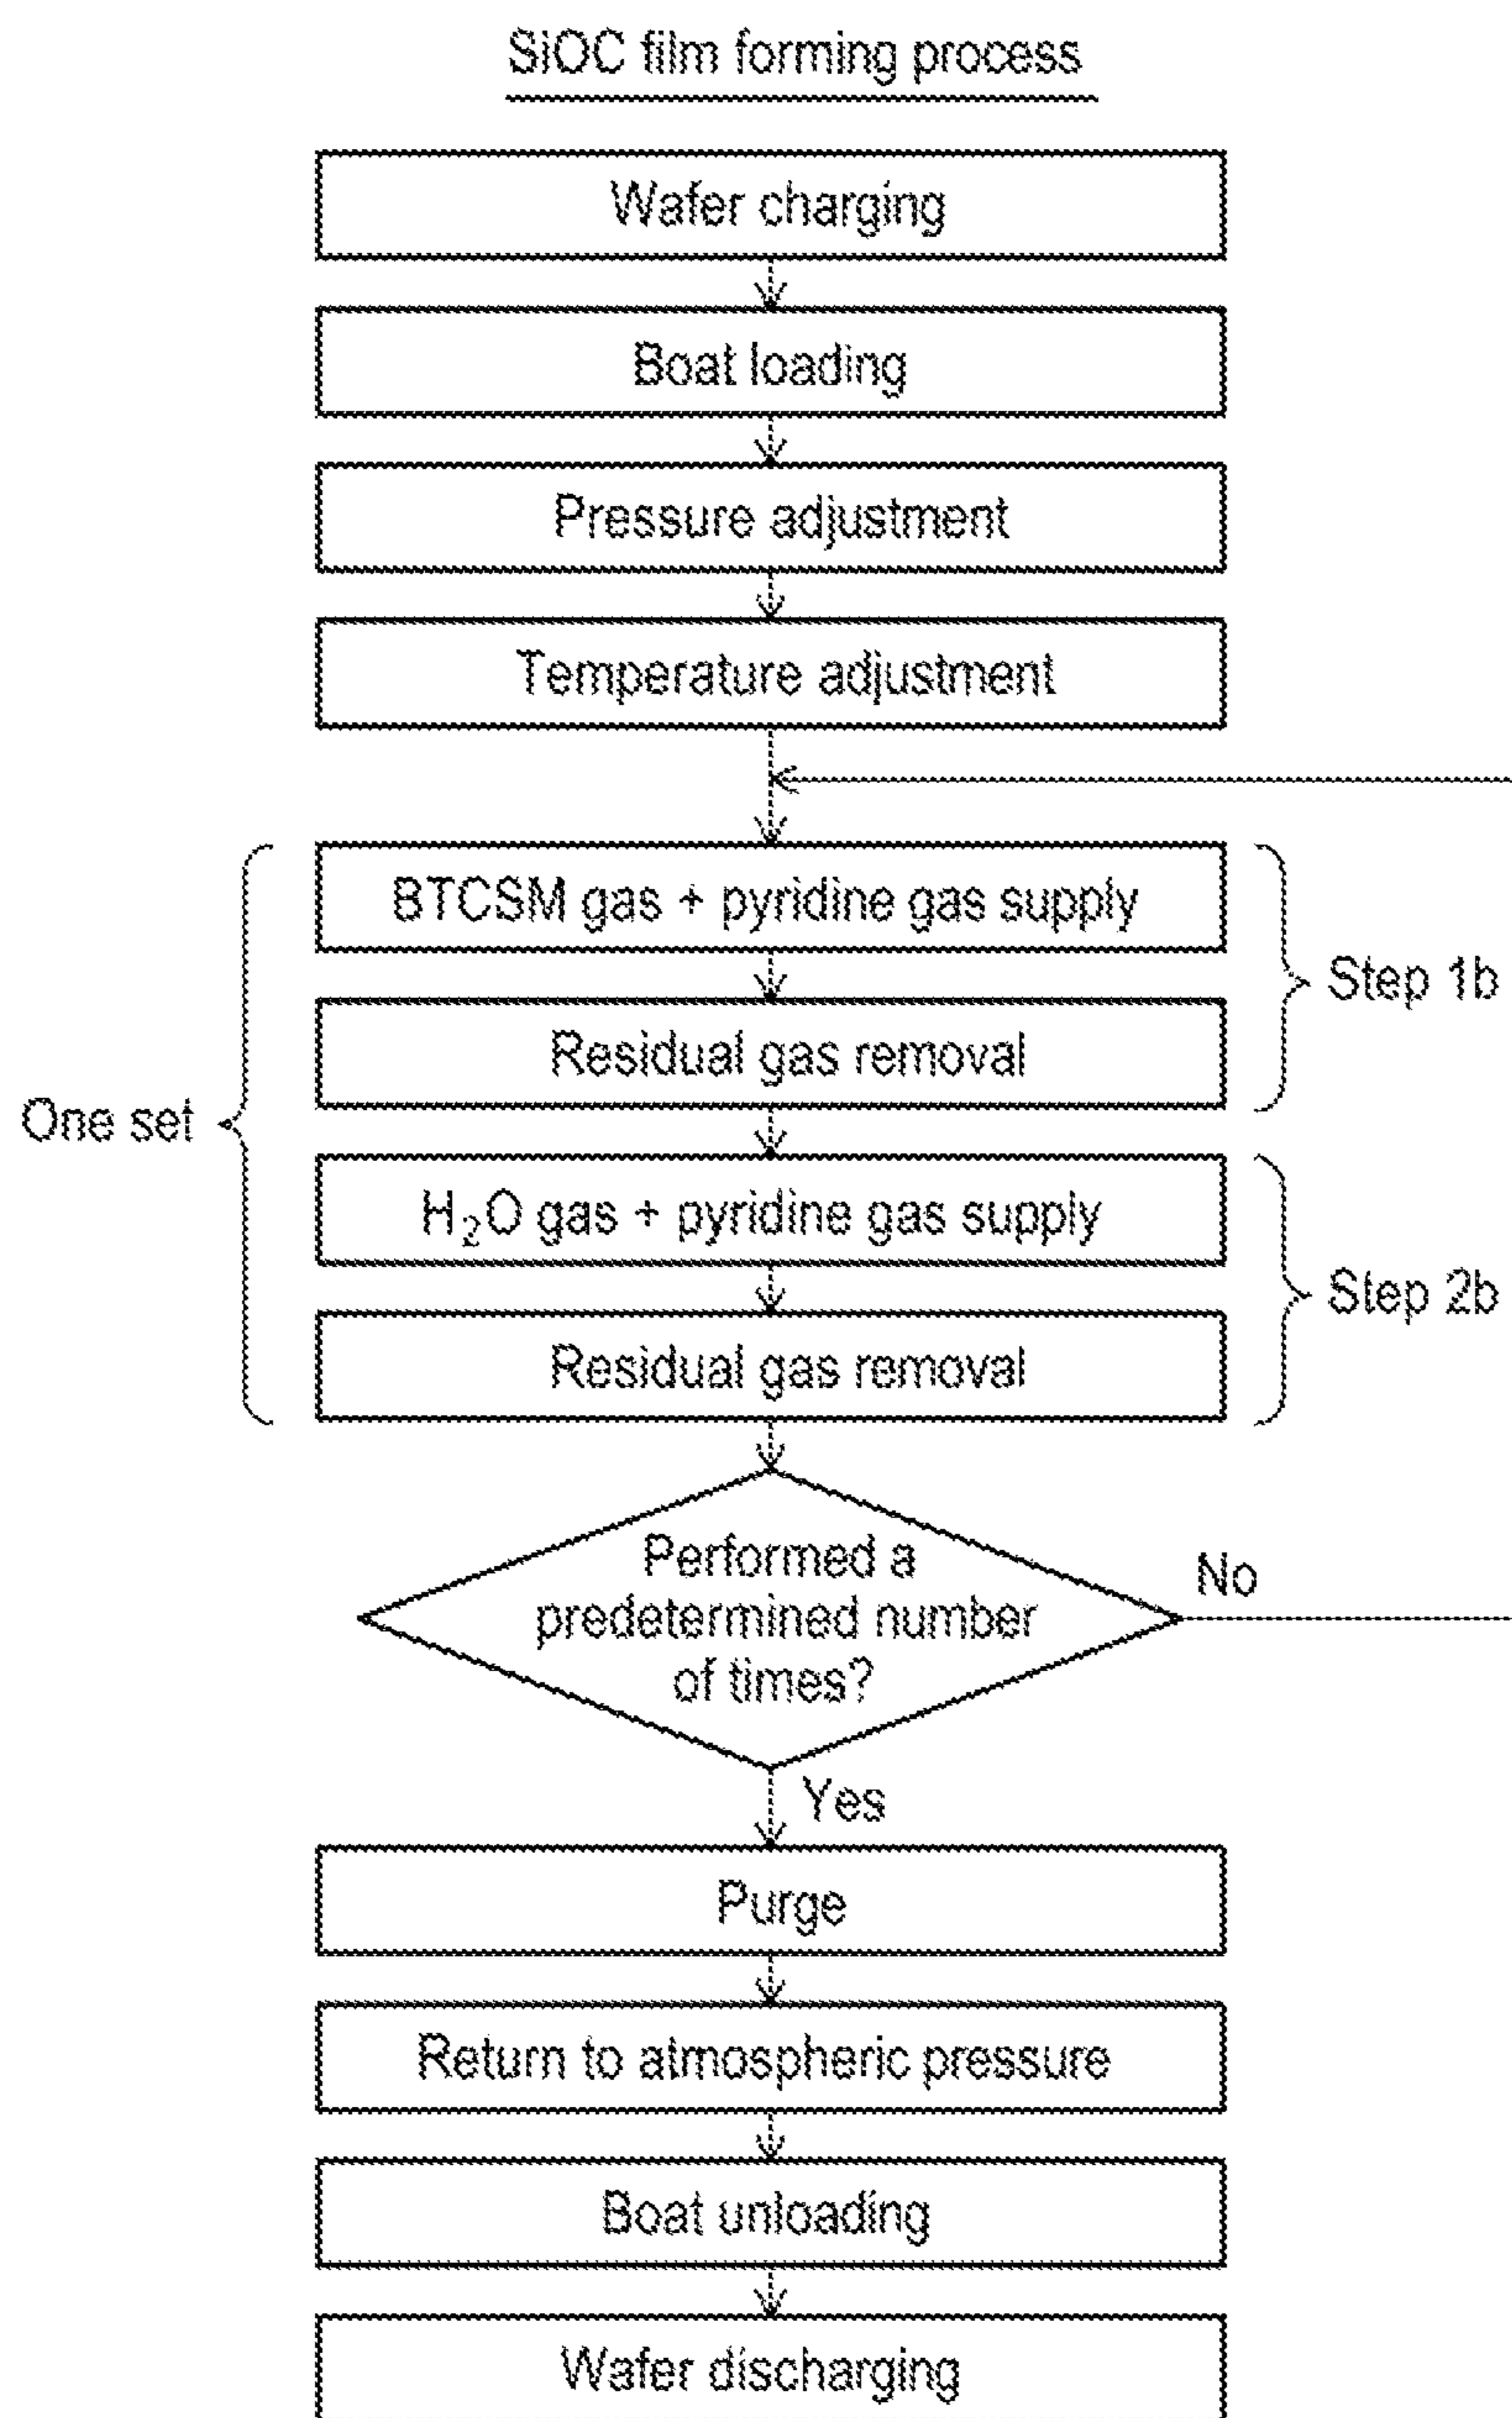 SiOC film forming process
Wafer charging
Boat loading
Pressure adjustment
Temperature adjustment
BTCSM gas + pyridine gas supply
Step 1b
Residual gas removal
One set
H₂O gas + pyridine gas supply
Step 2b
Residual gas removal
Performed a
predetermined number
of times?
No
Yes
Purge
Return to atmospheric pressure
Boat unloading
Wafer discharging